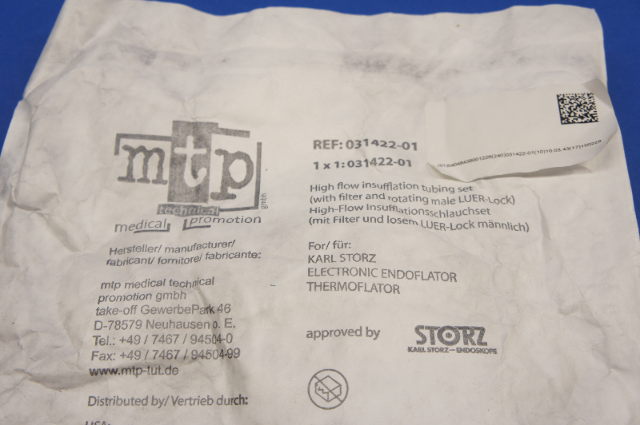 mtp
gmbh
technical
medical promotion
Hersteller/ manufacturer/
fabricant/ fornitore/ fabricante:
mtp medical technical
promotion gmbh
take-off GewerbePark 46
D-78579 Neuhausen o. E.
Tel.: +49 / 7467 / 94504-0
Fax: +49 / 7467 / 94504-99
www.mtp-tut.de
Distributed by/ Vertrieb durch:
USA:
REF: 031422-01
1 x 1: 031422-01
High flow insufflation tubing set
(with filter and rotating male LUER-Lock)
High-Flow Insufflationsschlauchset
(mit Filter und losem LUER-Lock männlich)
For/ für:
KARL STORZ
ELECTRONIC ENDOFLATOR
THERMOFLATOR
approved by
STORZ
KARL STORZ—ENDOSKOPE